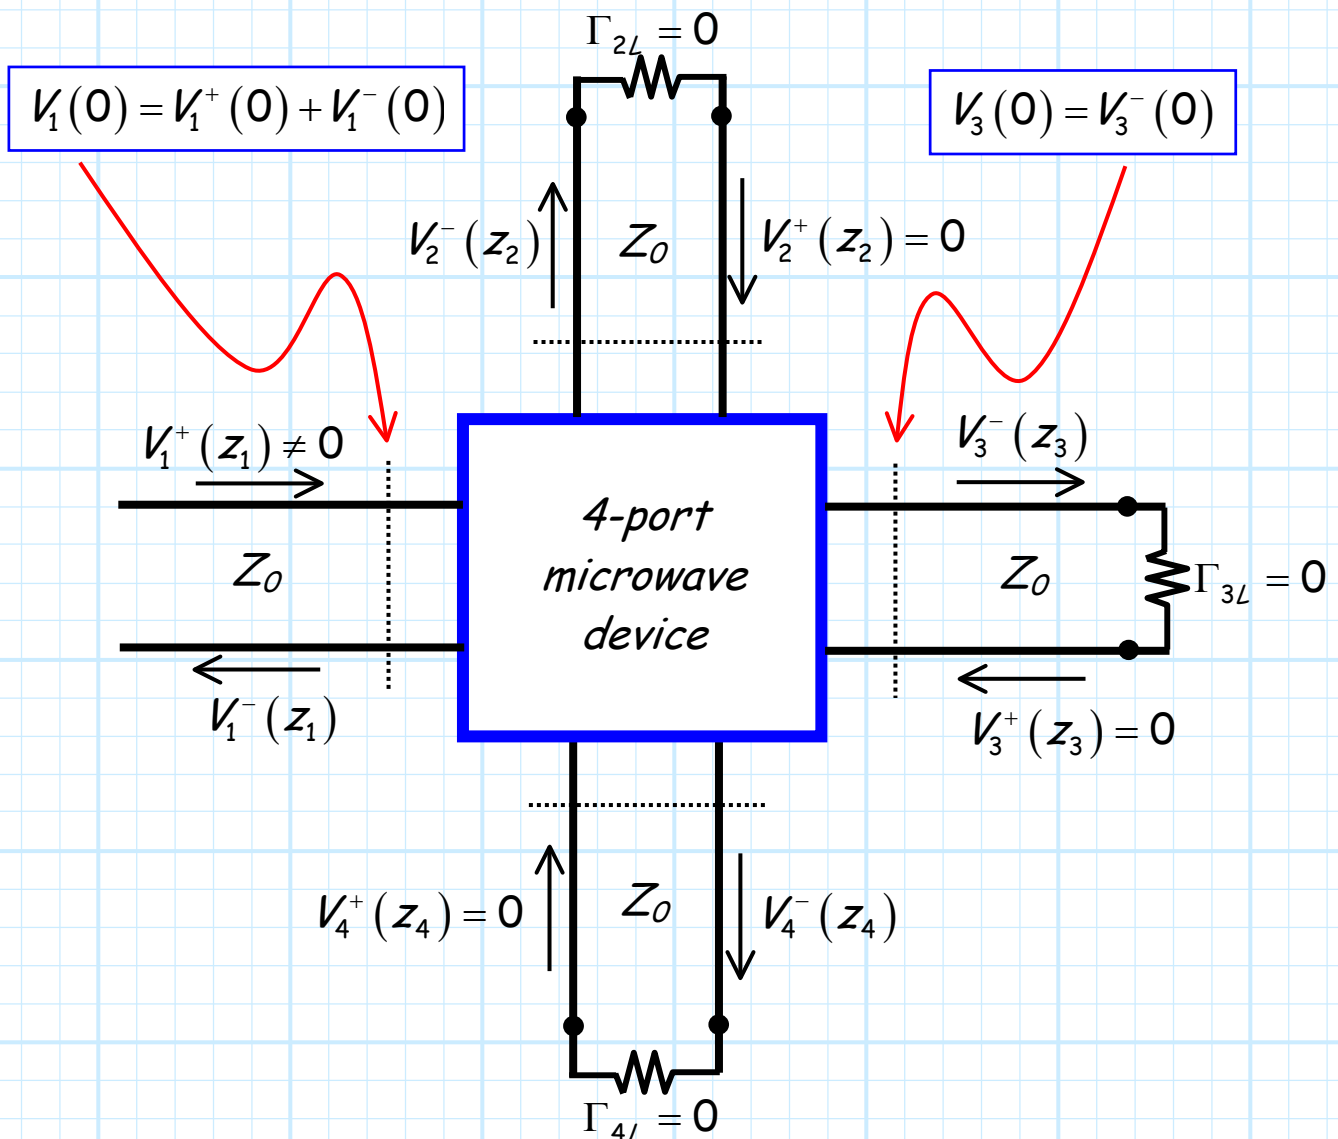 Γ₂L = 0
V₁(0) = V₁⁺(0) + V₁⁻(0)
V₃(0) = V₃⁻(0)
V₂⁻(z₂)
Z₀
V₂⁺(z₂) = 0
V₁⁺(z₁) ≠ 0
V₃⁻(z₃)
Z₀
4-port
microwave
device
Z₀
Γ₃L = 0
V₁⁻(z₁)
V₃⁺(z₃) = 0
V₄⁺(z₄) = 0
Z₀
V₄⁻(z₄)
Γ₄L = 0